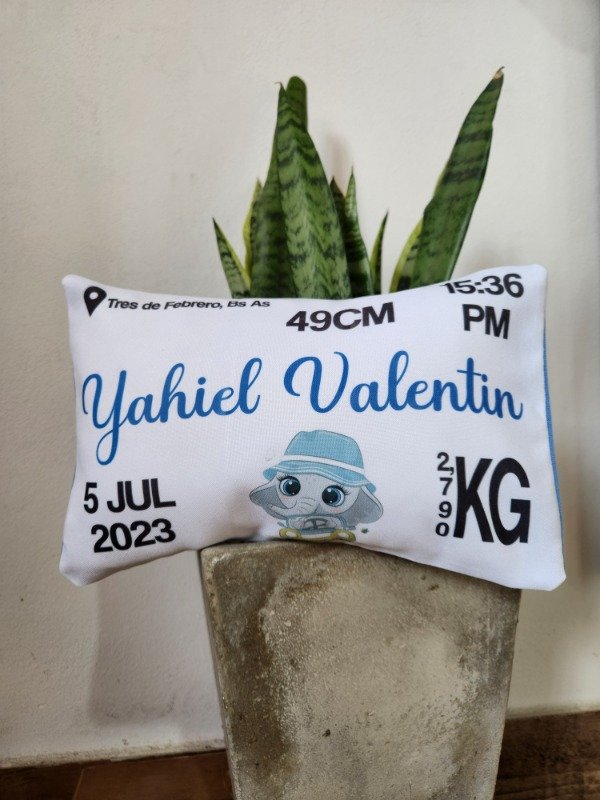 Tres de Febrero, Bs As
49CM
15:36
PM
Yahiel Valentin
5 JUL
2023
2,790 KG